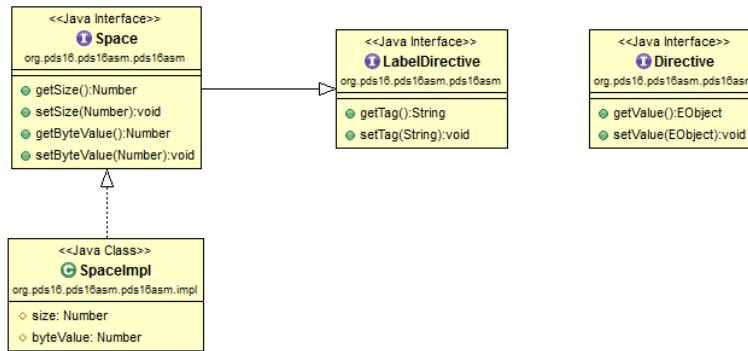 <<Java Interface>>
Space
org.pds16.pds16asm.pds16asm
getSize():Number
setSize(Number):void
getByteValue():Number
setByteValue(Number):void
<<Java Interface>>
LabelDirective
org.pds16.pds16asm.pds16asm
getTag():String
setTag(String):void
<<Java Interface>>
Directive
org.pds16.pds16asm.pds16asm
getValue():EObject
setValue(EObject):void
<<Java Class>>
SpaceImpl
org.pds16.pds16asm.pds16asm.impl
size: Number
byteValue: Number